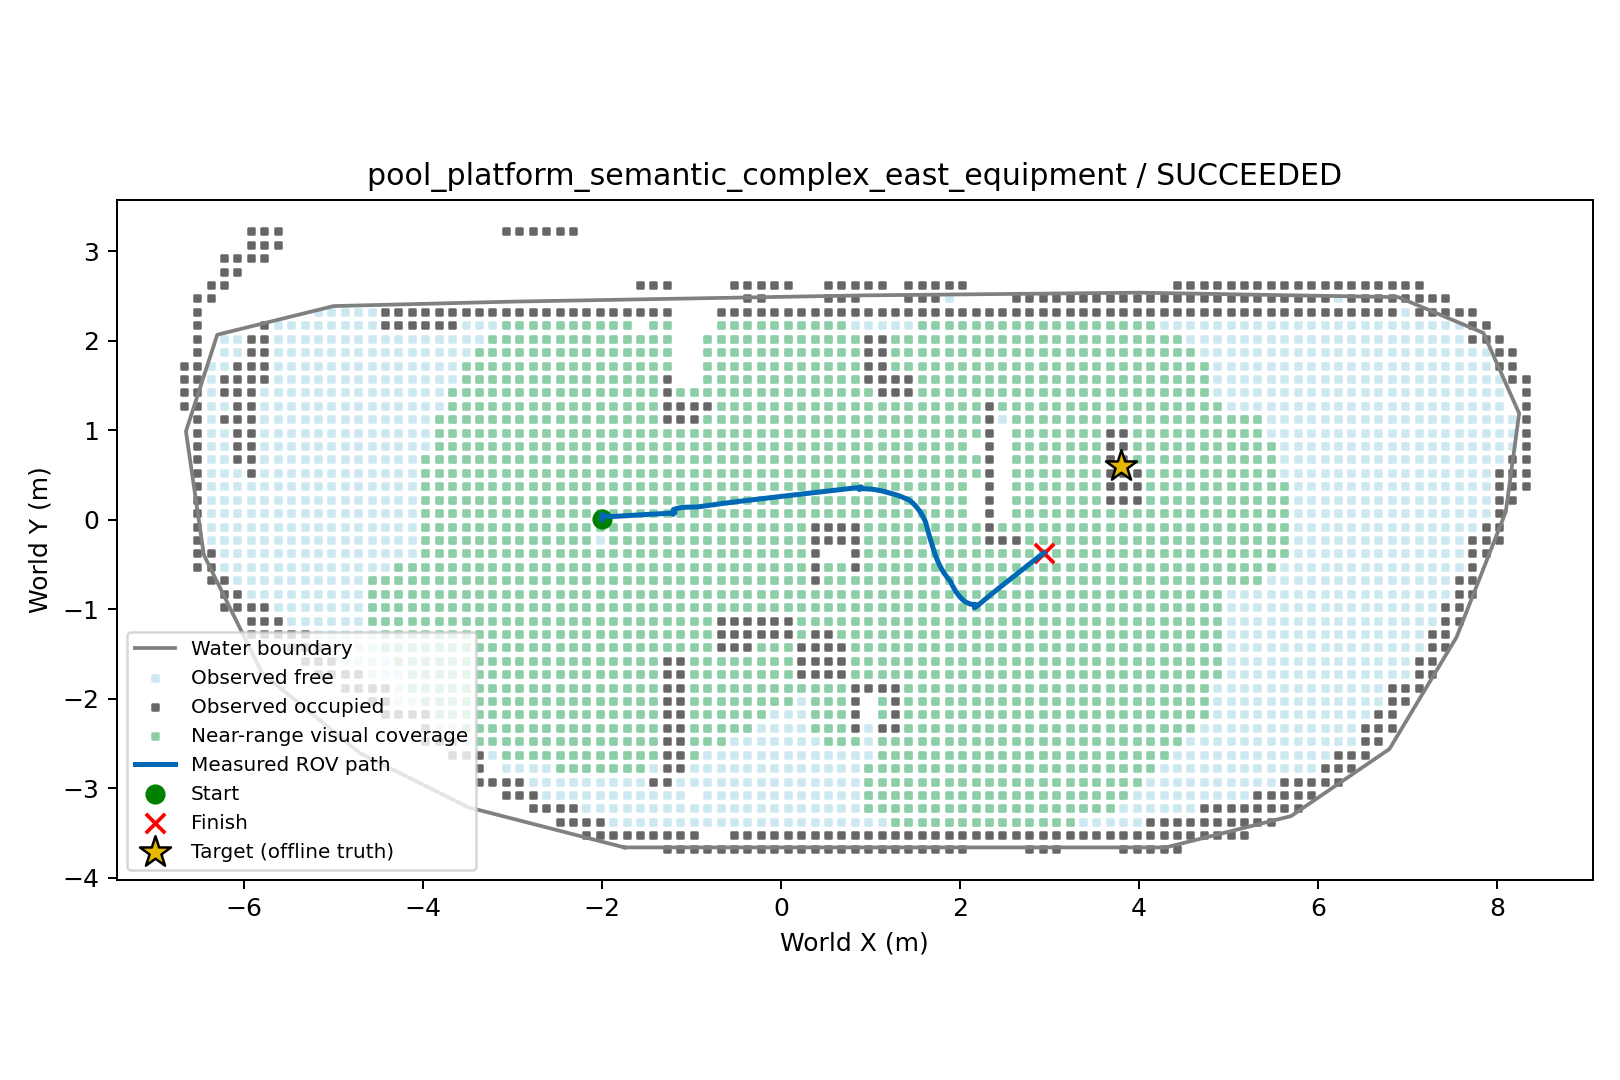 pool_platform_semantic_complex_east_equipment / SUCCEEDED
World Y (m)
3
2
1
0
−1
−2
−3
−4
Water boundary
Observed free
Observed occupied
Near-range visual coverage
Measured ROV path
Start
Finish
Target (offline truth)
−6 −4 −2 0 2 4 6 8
World X (m)